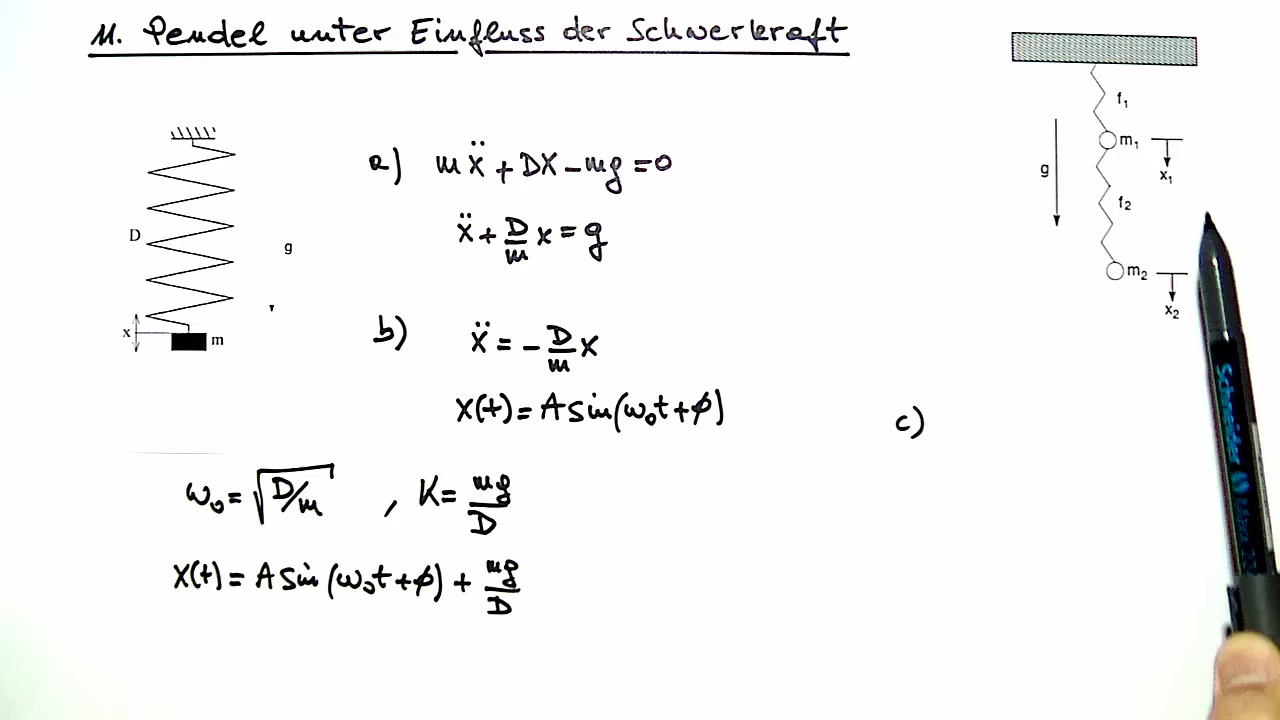 11. Pendel unter Einfluss der Schwerkraft
D
g
x
m
a) mẍ + Dx − mg = 0
ẍ + D/m x = g
b) ẍ = − D/m x
x(t) = A sin(ω₀t + φ)
ω₀ = √D/m , K = mg/D
x(t) = A sin(ω₀t + φ) + mg/D
c)
f₁
m₁
x₁
g
f₂
m₂
x₂
Schneider